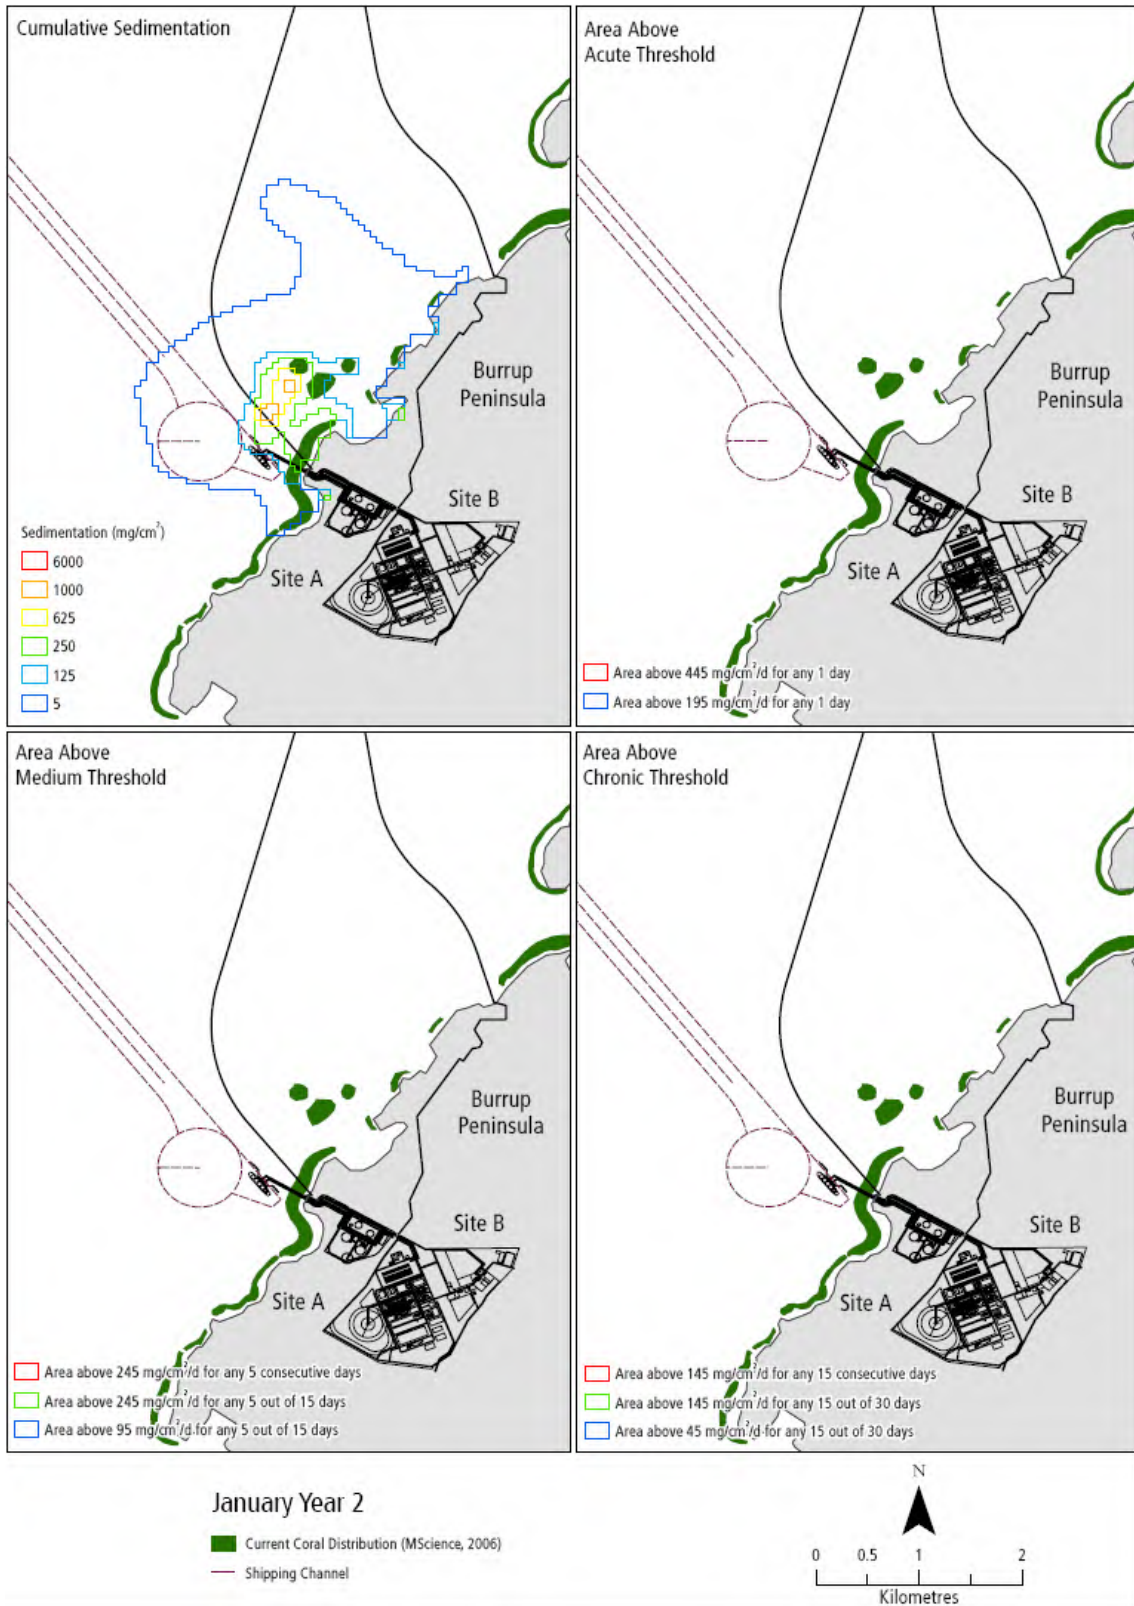 Cumulative Sedimentation
Burrup
Peninsula
Site B
Site A
Sedimentation (mg/cm²)
6000
1000
625
250
125
5
Area Above
Acute Threshold
Burrup
Peninsula
Site B
Site A
Area above 445 mg/cm²/d for any 1 day
Area above 195 mg/cm²/d for any 1 day
Area Above
Medium Threshold
Burrup
Peninsula
Site B
Site A
Area above 245 mg/cm²/d for any 5 consecutive days
Area above 245 mg/cm²/d for any 5 out of 15 days
Area above 95 mg/cm²/d for any 5 out of 15 days
Area Above
Chronic Threshold
Burrup
Peninsula
Site B
Site A
Area above 145 mg/cm²/d for any 15 consecutive days
Area above 145 mg/cm²/d for any 15 out of 30 days
Area above 45 mg/cm²/d for any 15 out of 30 days
January Year 2
Current Coral Distribution (MScience, 2006)
Shipping Channel
N
0 0.5 1 2
Kilometres